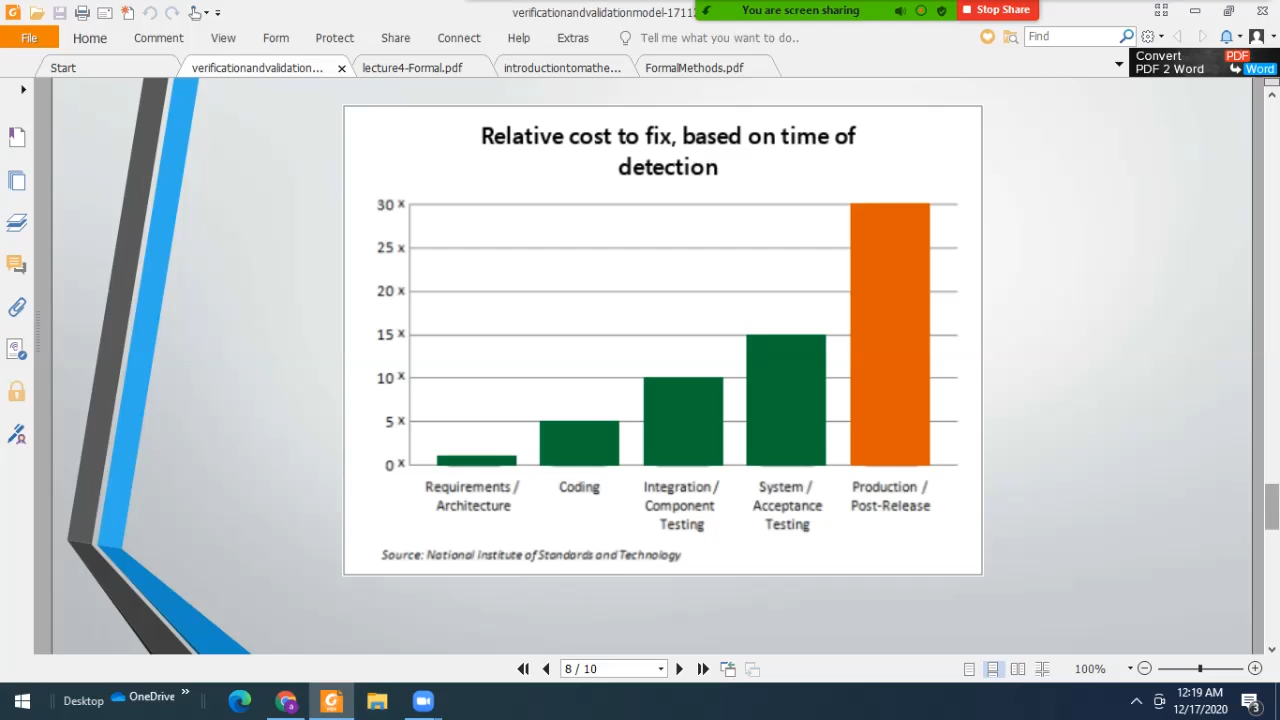 verificationandvalidationmodel-17112
You are screen sharing
Stop Share
File Home Comment View Form Protect Share Connect Help Extras Tell me what you want to do.. Find
Start verificationandvalidation... lecture4-Formal.pdf introductiontomathe... FormalMethods.pdf
Convert PDF
PDF 2 Word Word
Relative cost to fix, based on time of
detection
30 x
25 x
20 x
15 x
10 x
5 x
0 x
Requirements /
Architecture
Coding
Integration /
Component
Testing
System /
Acceptance
Testing
Production /
Post-Release
Source: National Institute of Standards and Technology
8 / 10
100%
Desktop OneDrive
12:19 AM
12/17/2020
3